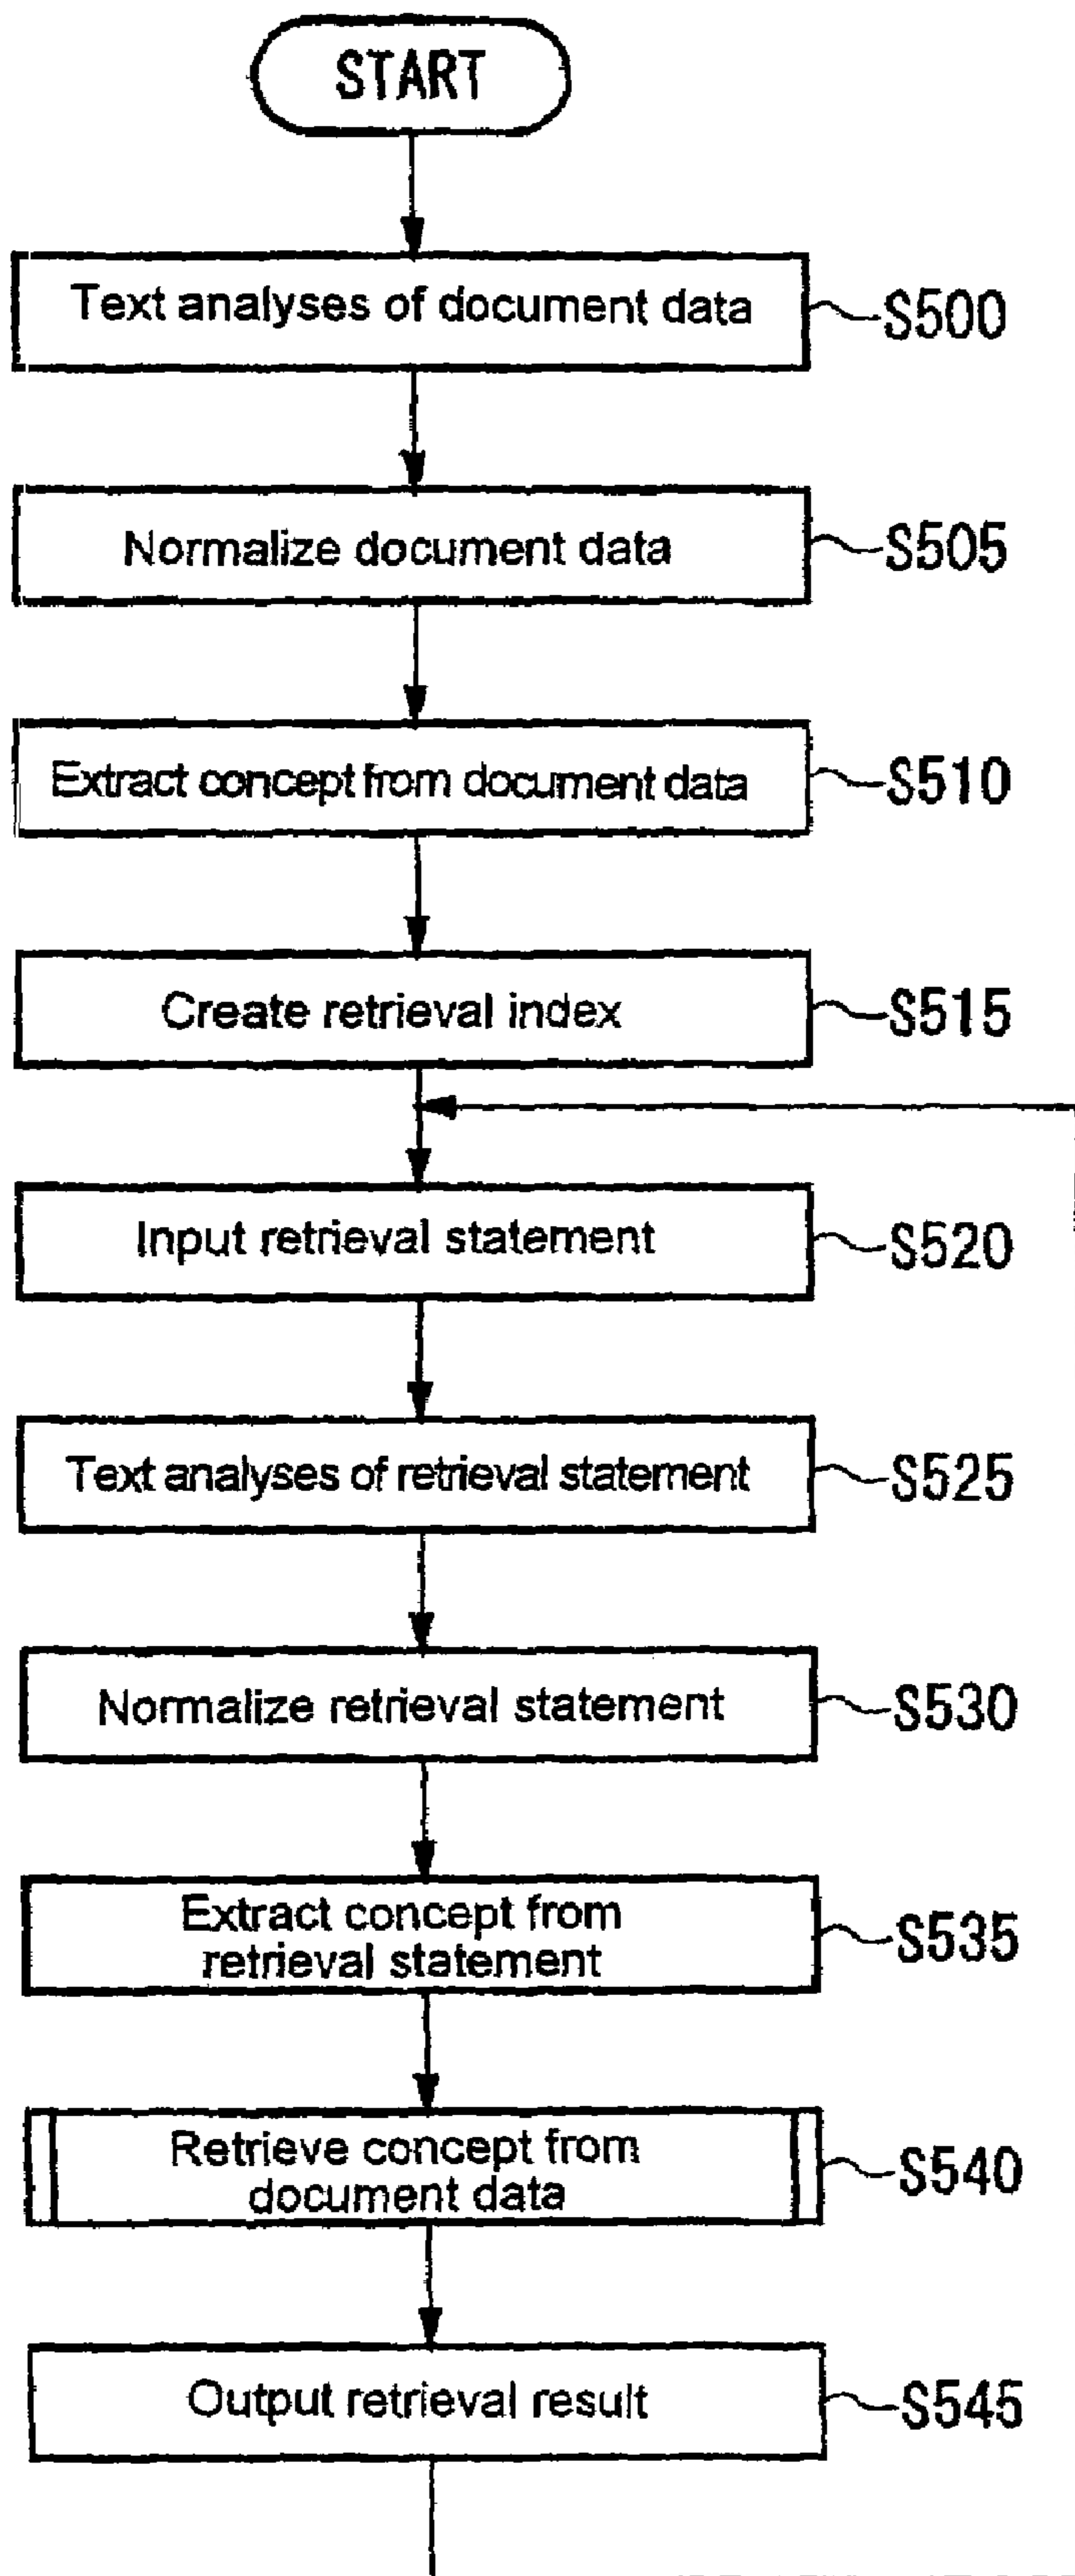 START
Text analyses of document data
S500
Normalize document data
S505
Extract concept from document data
S510
Create retrieval index
S515
Input retrieval statement
S520
Text analyses of retrieval statement
S525
Normalize retrieval statement
S530
Extract concept from
retrieval statement
S535
Retrieve concept from
document data
S540
Output retrieval result
S545